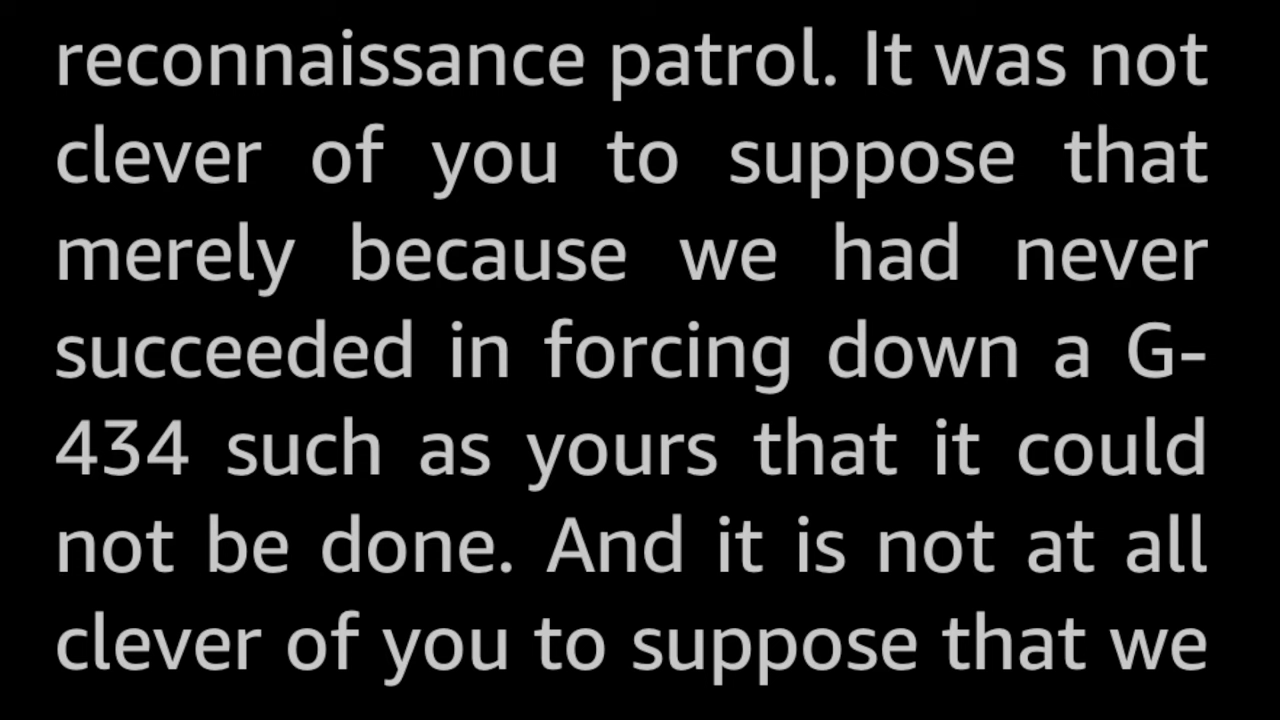 reconnaissance patrol. It was not
clever of you to suppose that
merely because we had never
succeeded in forcing down a G-
434 such as yours that it could
not be done. And it is not at all
clever of you to suppose that we